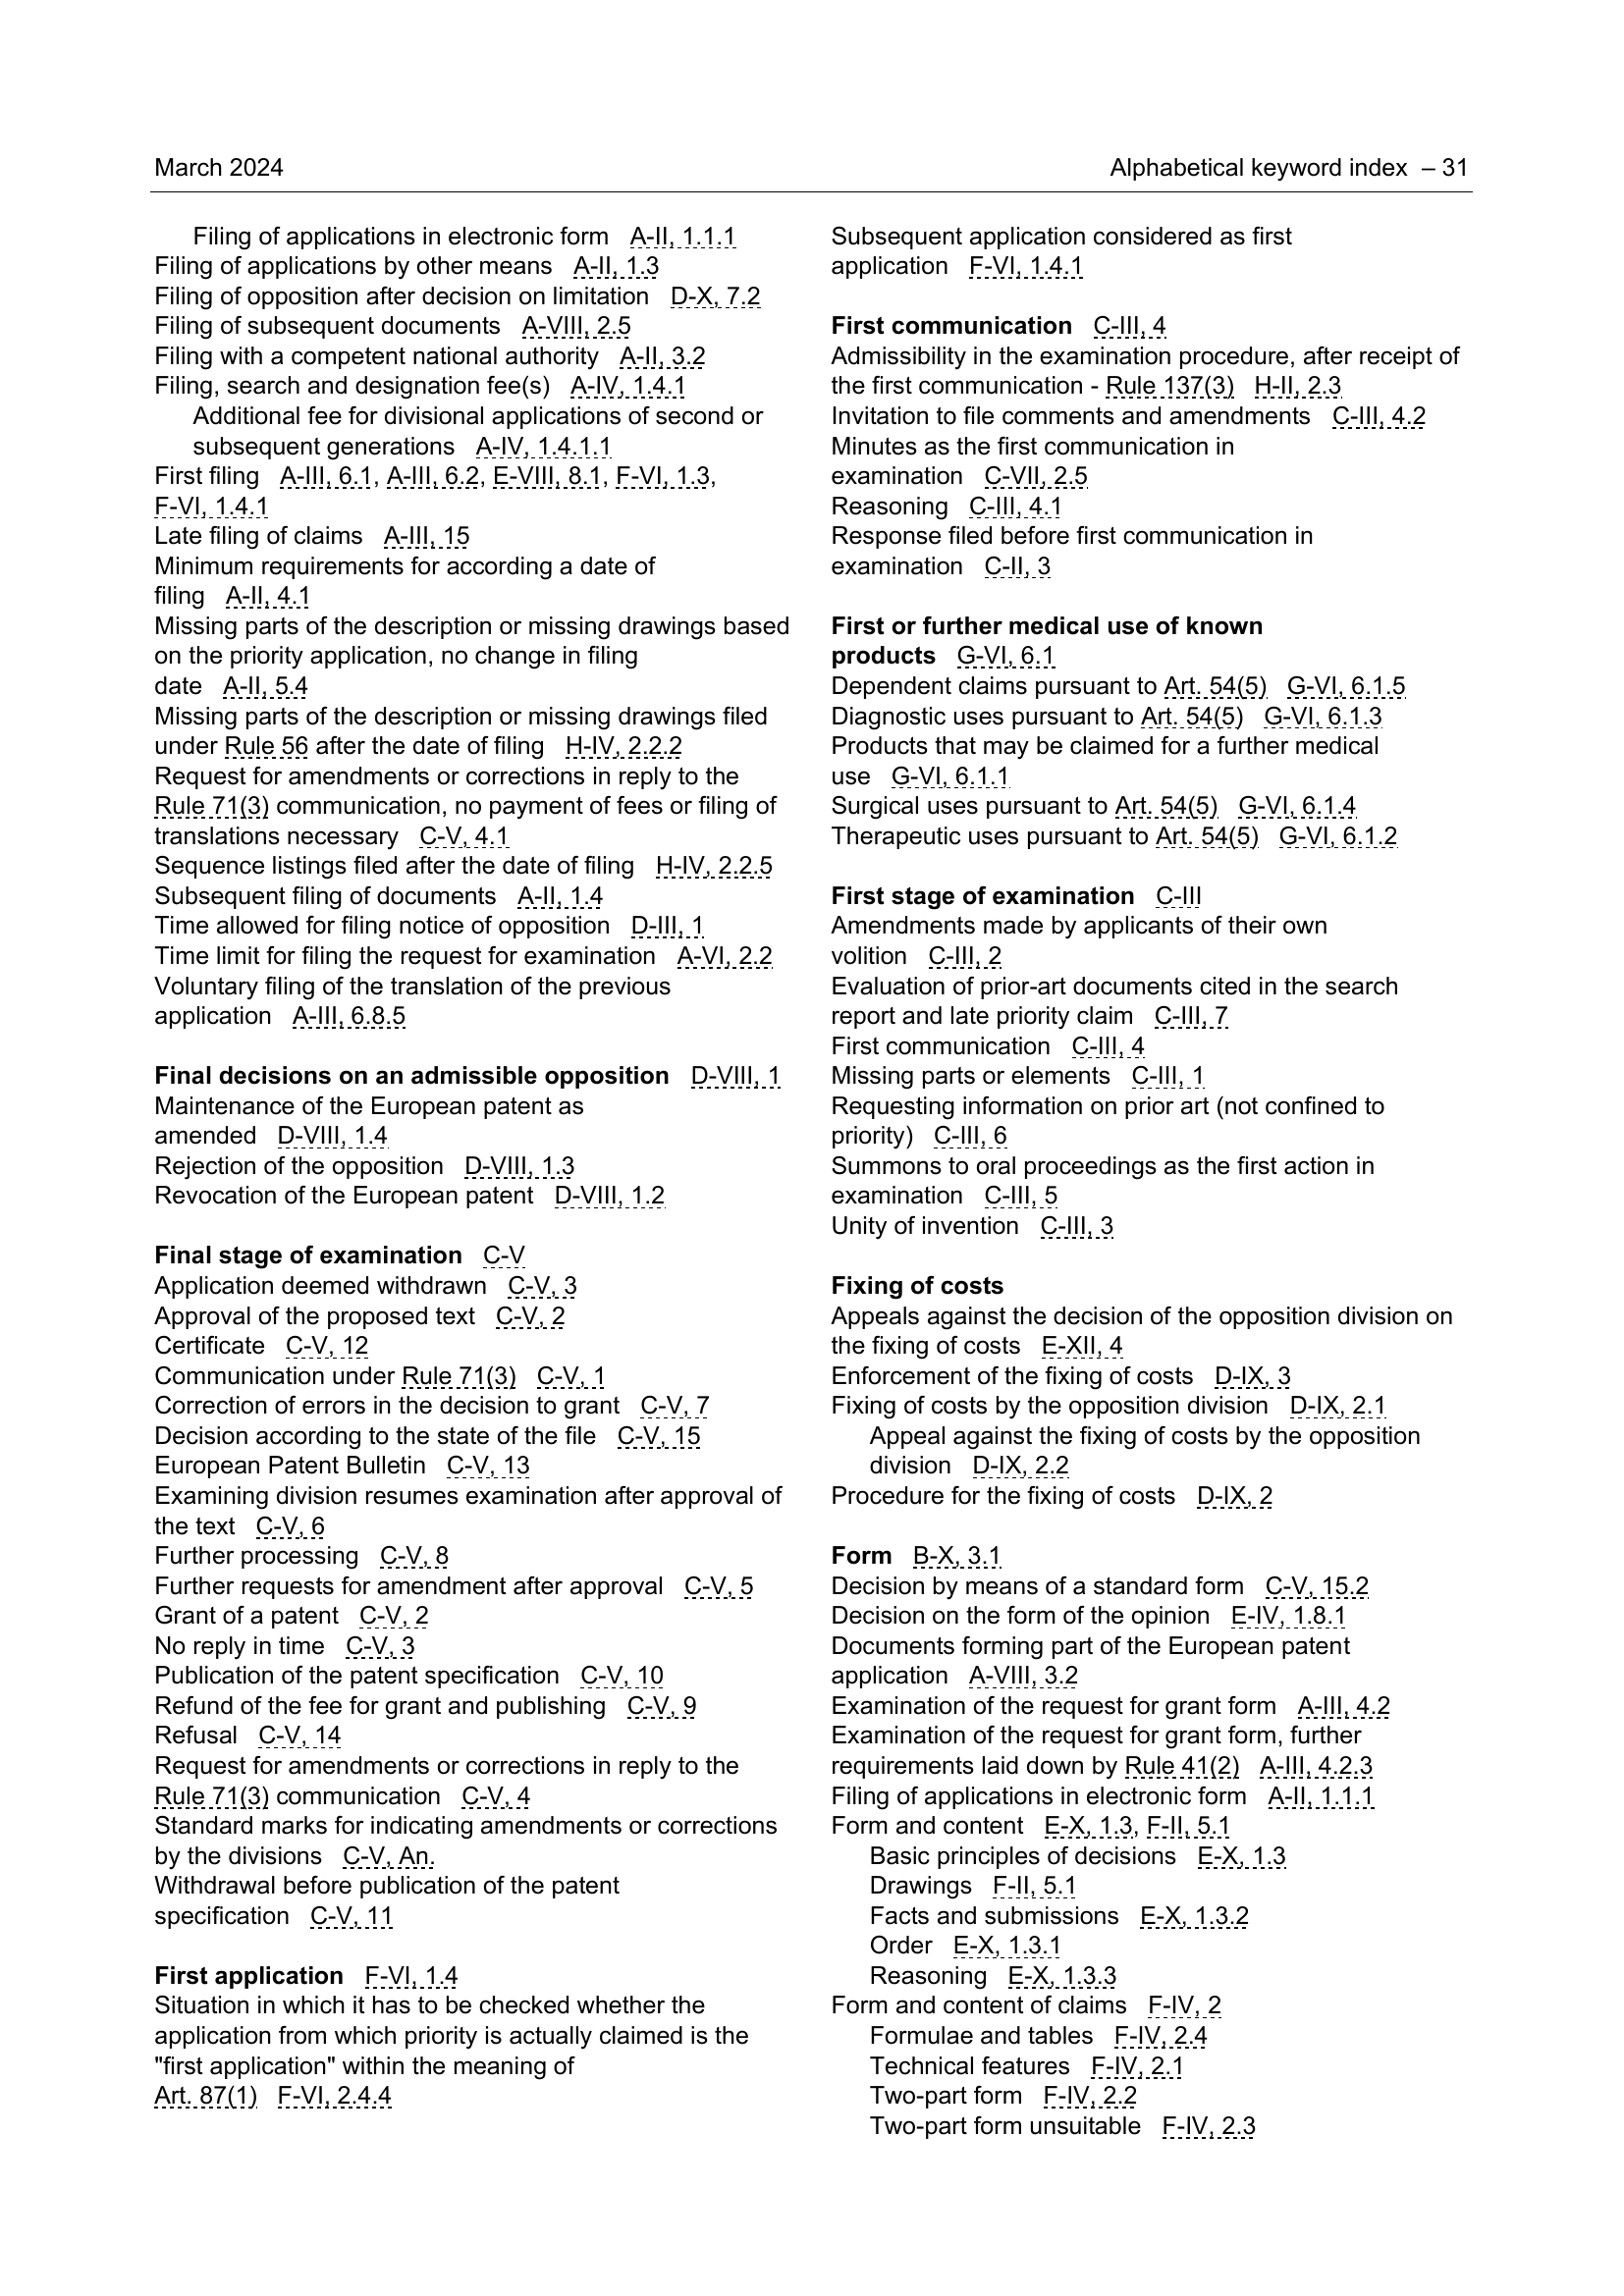 March 2024
Alphabetical keyword index – 31
Filing of applications in electronic form A-II, 1.1.1
Filing of applications by other means A-II, 1.3
Filing of opposition after decision on limitation D-X, 7.2
Filing of subsequent documents A-VIII, 2.5
Filing with a competent national authority A-II, 3.2
Filing, search and designation fee(s) A-IV, 1.4.1
Additional fee for divisional applications of second or
subsequent generations A-IV, 1.4.1.1
First filing A-III, 6.1, A-III, 6.2, E-VIII, 8.1, F-VI, 1.3,
F-VI, 1.4.1
Late filing of claims A-III, 15
Minimum requirements for according a date of
filing A-II, 4.1
Missing parts of the description or missing drawings based
on the priority application, no change in filing
date A-II, 5.4
Missing parts of the description or missing drawings filed
under Rule 56 after the date of filing H-IV, 2.2.2
Request for amendments or corrections in reply to the
Rule 71(3) communication, no payment of fees or filing of
translations necessary C-V, 4.1
Sequence listings filed after the date of filing H-IV, 2.2.5
Subsequent filing of documents A-II, 1.4
Time allowed for filing notice of opposition D-III, 1
Time limit for filing the request for examination A-VI, 2.2
Voluntary filing of the translation of the previous
application A-III, 6.8.5
Final decisions on an admissible opposition D-VIII, 1
Maintenance of the European patent as
amended D-VIII, 1.4
Rejection of the opposition D-VIII, 1.3
Revocation of the European patent D-VIII, 1.2
Final stage of examination C-V
Application deemed withdrawn C-V, 3
Approval of the proposed text C-V, 2
Certificate C-V, 12
Communication under Rule 71(3) C-V, 1
Correction of errors in the decision to grant C-V, 7
Decision according to the state of the file C-V, 15
European Patent Bulletin C-V, 13
Examining division resumes examination after approval of
the text C-V, 6
Further processing C-V, 8
Further requests for amendment after approval C-V, 5
Grant of a patent C-V, 2
No reply in time C-V, 3
Publication of the patent specification C-V, 10
Refund of the fee for grant and publishing C-V, 9
Refusal C-V, 14
Request for amendments or corrections in reply to the
Rule 71(3) communication C-V, 4
Standard marks for indicating amendments or corrections
by the divisions C-V, An.
Withdrawal before publication of the patent
specification C-V, 11
First application F-VI, 1.4
Situation in which it has to be checked whether the
application from which priority is actually claimed is the
"first application" within the meaning of
Art. 87(1) F-VI, 2.4.4
Subsequent application considered as first
application F-VI, 1.4.1
First communication C-III, 4
Admissibility in the examination procedure, after receipt of
the first communication - Rule 137(3) H-II, 2.3
Invitation to file comments and amendments C-III, 4.2
Minutes as the first communication in
examination C-VII, 2.5
Reasoning C-III, 4.1
Response filed before first communication in
examination C-II, 3
First or further medical use of known
products G-VI, 6.1
Dependent claims pursuant to Art. 54(5) G-VI, 6.1.5
Diagnostic uses pursuant to Art. 54(5) G-VI, 6.1.3
Products that may be claimed for a further medical
use G-VI, 6.1.1
Surgical uses pursuant to Art. 54(5) G-VI, 6.1.4
Therapeutic uses pursuant to Art. 54(5) G-VI, 6.1.2
First stage of examination C-III
Amendments made by applicants of their own
volition C-III, 2
Evaluation of prior-art documents cited in the search
report and late priority claim C-III, 7
First communication C-III, 4
Missing parts or elements C-III, 1
Requesting information on prior art (not confined to
priority) C-III, 6
Summons to oral proceedings as the first action in
examination C-III, 5
Unity of invention C-III, 3
Fixing of costs
Appeals against the decision of the opposition division on
the fixing of costs E-XII, 4
Enforcement of the fixing of costs D-IX, 3
Fixing of costs by the opposition division D-IX, 2.1
Appeal against the fixing of costs by the opposition
division D-IX, 2.2
Procedure for the fixing of costs D-IX, 2
Form B-X, 3.1
Decision by means of a standard form C-V, 15.2
Decision on the form of the opinion E-IV, 1.8.1
Documents forming part of the European patent
application A-VIII, 3.2
Examination of the request for grant form A-III, 4.2
Examination of the request for grant form, further
requirements laid down by Rule 41(2) A-III, 4.2.3
Filing of applications in electronic form A-II, 1.1.1
Form and content E-X, 1.3, F-II, 5.1
Basic principles of decisions E-X, 1.3
Drawings F-II, 5.1
Facts and submissions E-X, 1.3.2
Order E-X, 1.3.1
Reasoning E-X, 1.3.3
Form and content of claims F-IV, 2
Formulae and tables F-IV, 2.4
Technical features F-IV, 2.1
Two-part form F-IV, 2.2
Two-part form unsuitable F-IV, 2.3